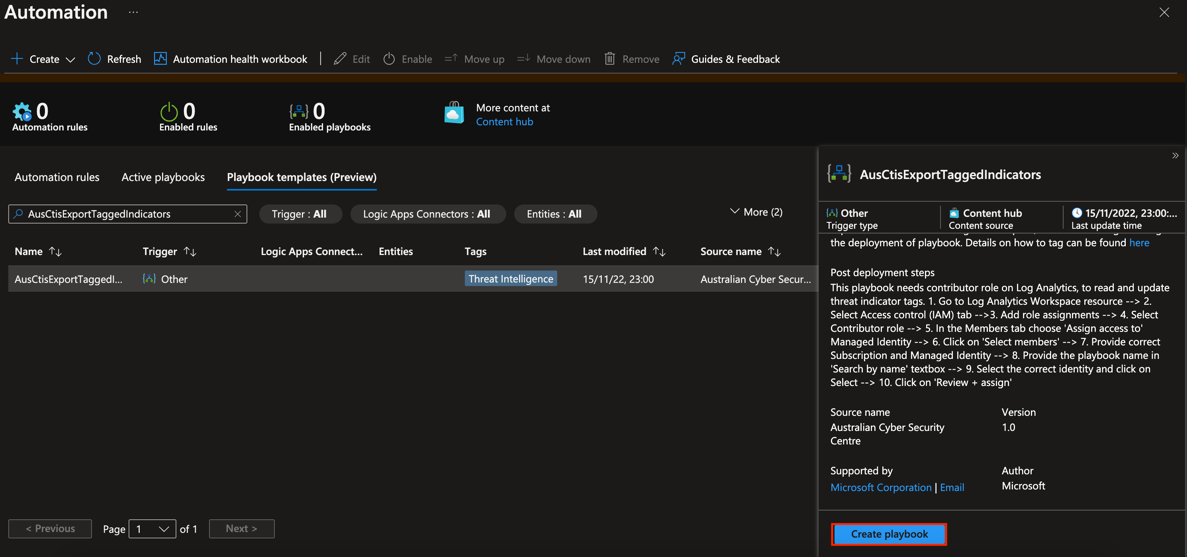 Automation ...
Create Refresh Automation health workbook | Edit Enable Move up Move down Remove Guides & Feedback
0
Automation rules
0
Enabled rules
0
Enabled playbooks
More content at
Content hub
Automation rules Active playbooks Playbook templates (Preview)
AusCtisExportTaggedIndicators Trigger : All Logic Apps Connectors : All Entities : All More (2)
Name Trigger Logic Apps Connect... Entities Tags Last modified Source name
AusCtisExportTaggedI... Other Threat Intelligence 15/11/22, 23:00 Australian Cyber Secur...
< Previous Page 1 of 1 Next >
AusCtisExportTaggedIndicators
Other
Trigger type
Content hub
Content source
15/11/2022, 23:00:...
Last update time
the deployment of playbook. Details on how to tag can be found here
Post deployment steps
This playbook needs contributor role on Log Analytics, to read and update
threat indicator tags. 1. Go to Log Analytics Workspace resource --> 2.
Select Access control (IAM) tab -->3. Add role assignments --> 4. Select
Contributor role --> 5. In the Members tab choose 'Assign access to'
Managed Identity --> 6. Click on 'Select members' --> 7. Provide correct
Subscription and Managed Identity --> 8. Provide the playbook name in
'Search by name' textbox --> 9. Select the correct identity and click on
Select --> 10. Click on 'Review + assign'
Source name
Australian Cyber Security
Centre
Version
1.0
Supported by
Microsoft Corporation | Email
Author
Microsoft
Create playbook